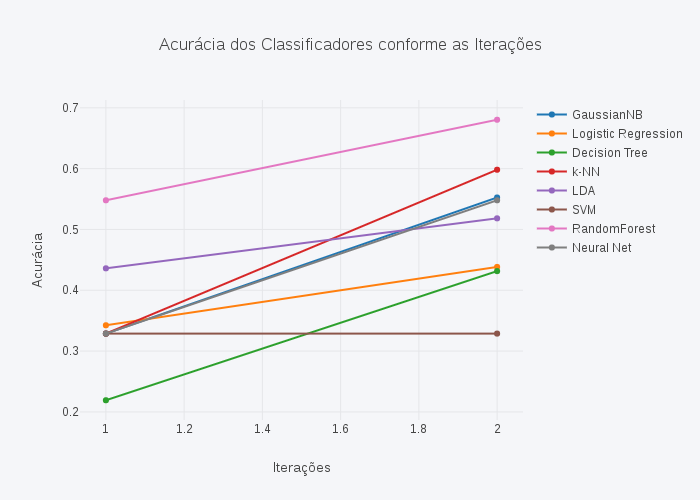 Acurácia dos Classificadores conforme as Iterações
0.7
0.6
0.5
0.4
0.3
0.2
Acurácia
1
1.2
1.4
1.6
1.8
2
Iterações
GaussianNB
Logistic Regression
Decision Tree
k-NN
LDA
SVM
RandomForest
Neural Net